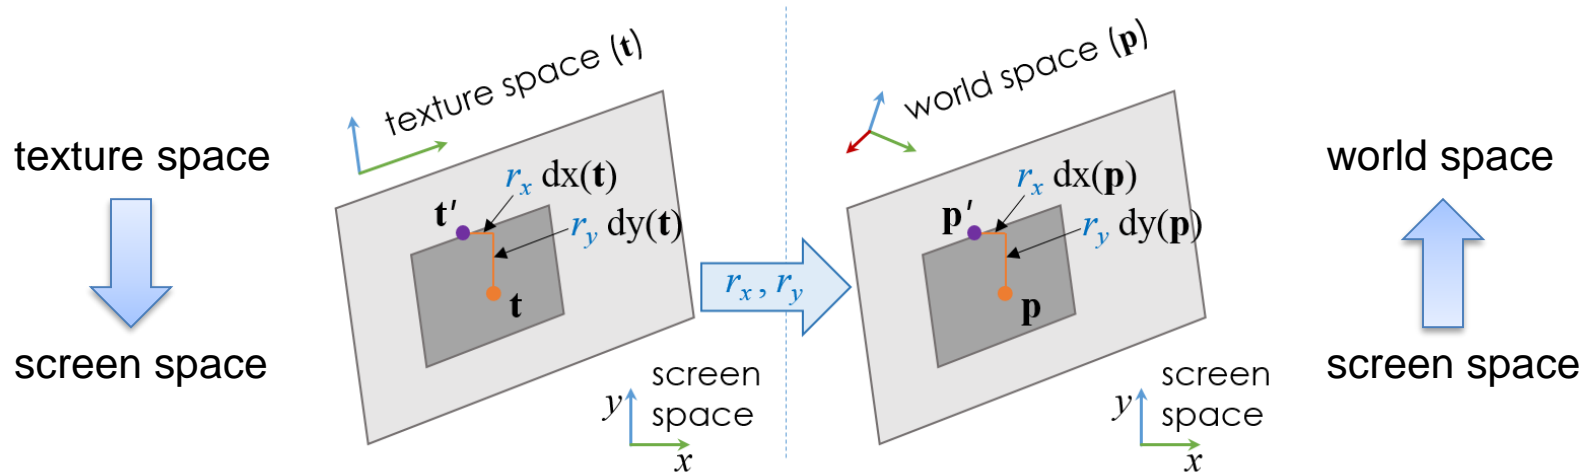 texture space
screen space
texture space (t)
r_x dx(t)
t′
r_y dy(t)
t
screen
space
y
x
r_x , r_y
world space (p)
r_x dx(p)
p′
r_y dy(p)
p
screen
space
y
x
world space
screen space